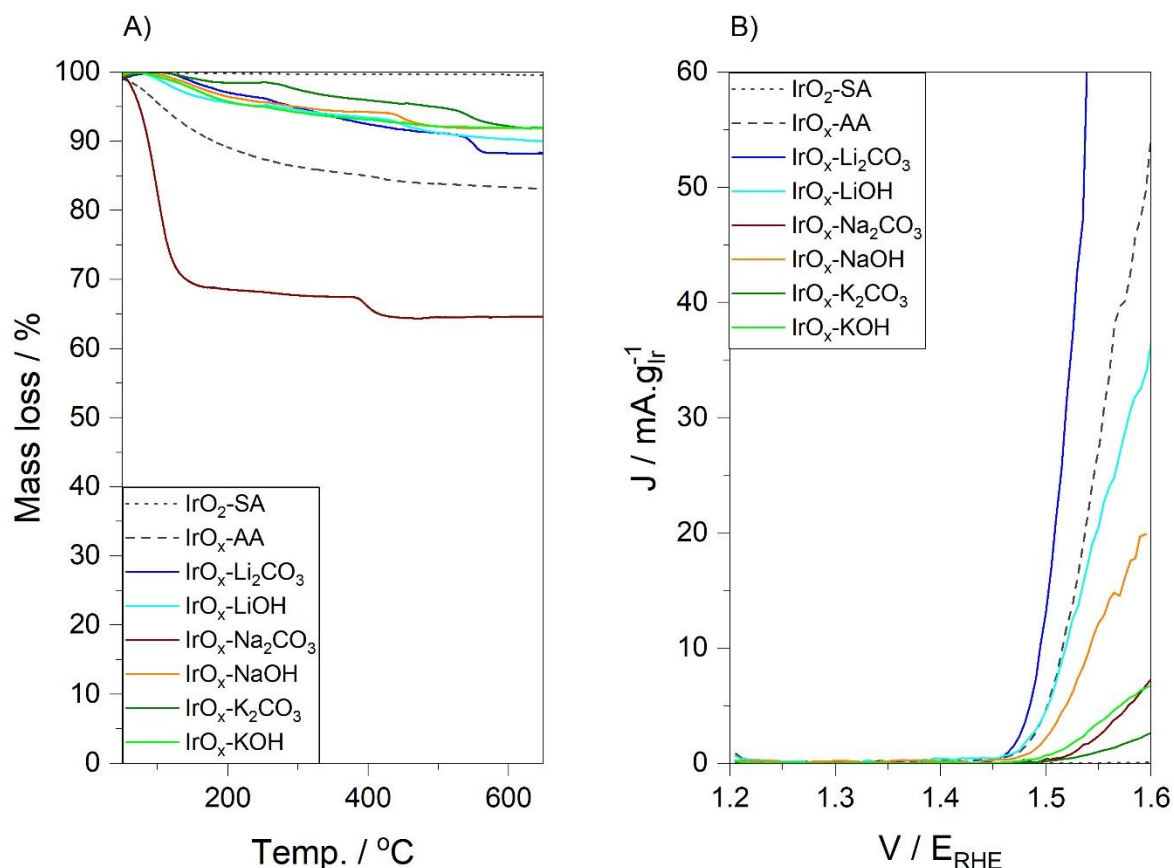 A)
100
90
80
70
60
50
40
30
20
10
0
Mass loss / %
IrO₂-SA
IrOₓ-AA
IrOₓ-Li₂CO₃
IrOₓ-LiOH
IrOₓ-Na₂CO₃
IrOₓ-NaOH
IrOₓ-K₂CO₃
IrOₓ-KOH
200 400 600
Temp. / °C
B)
60
50
40
30
20
10
0
J / mA.g⁻¹ᵢᵣ
IrO₂-SA
IrOₓ-AA
IrOₓ-Li₂CO₃
IrOₓ-LiOH
IrOₓ-Na₂CO₃
IrOₓ-NaOH
IrOₓ-K₂CO₃
IrOₓ-KOH
1.2 1.3 1.4 1.5 1.6
V / E_RHE